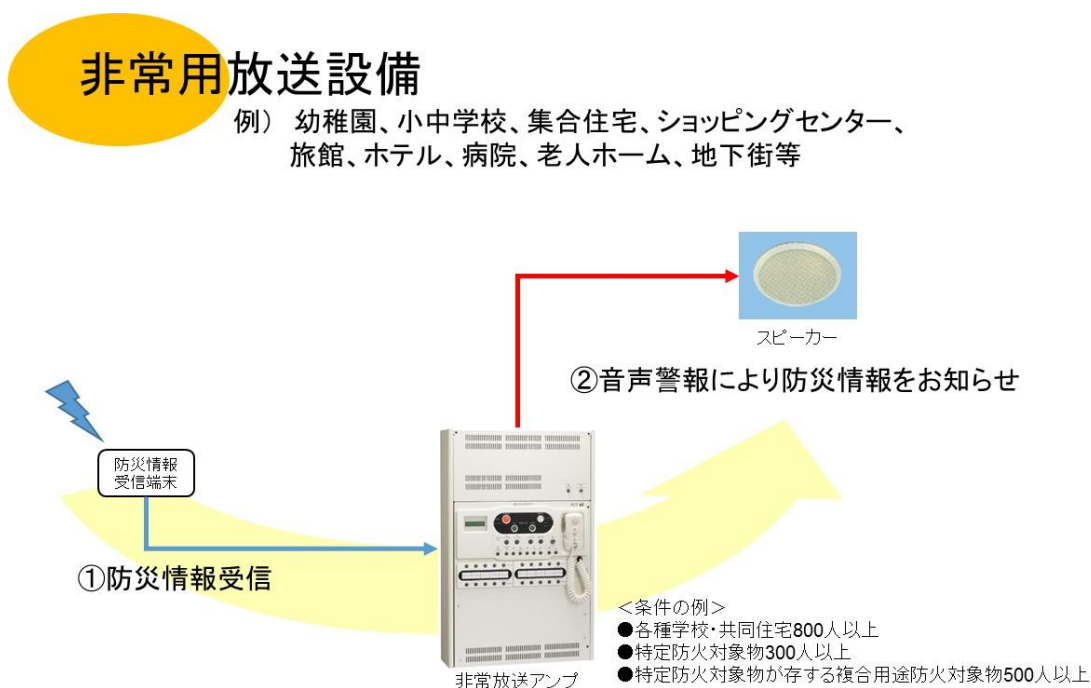 非常用放送設備
例） 幼稚園、小中学校、集合住宅、ショッピングセンター、
旅館、ホテル、病院、老人ホーム、地下街等
スピーカー
②音声警報により防災情報をお知らせ
防災情報
受信端末
①防災情報受信
非常放送アンプ
＜条件の例＞
●各種学校・共同住宅800人以上
●特定防火対象物300人以上
●特定防火対象物が存する複合用途防火対象物500人以上